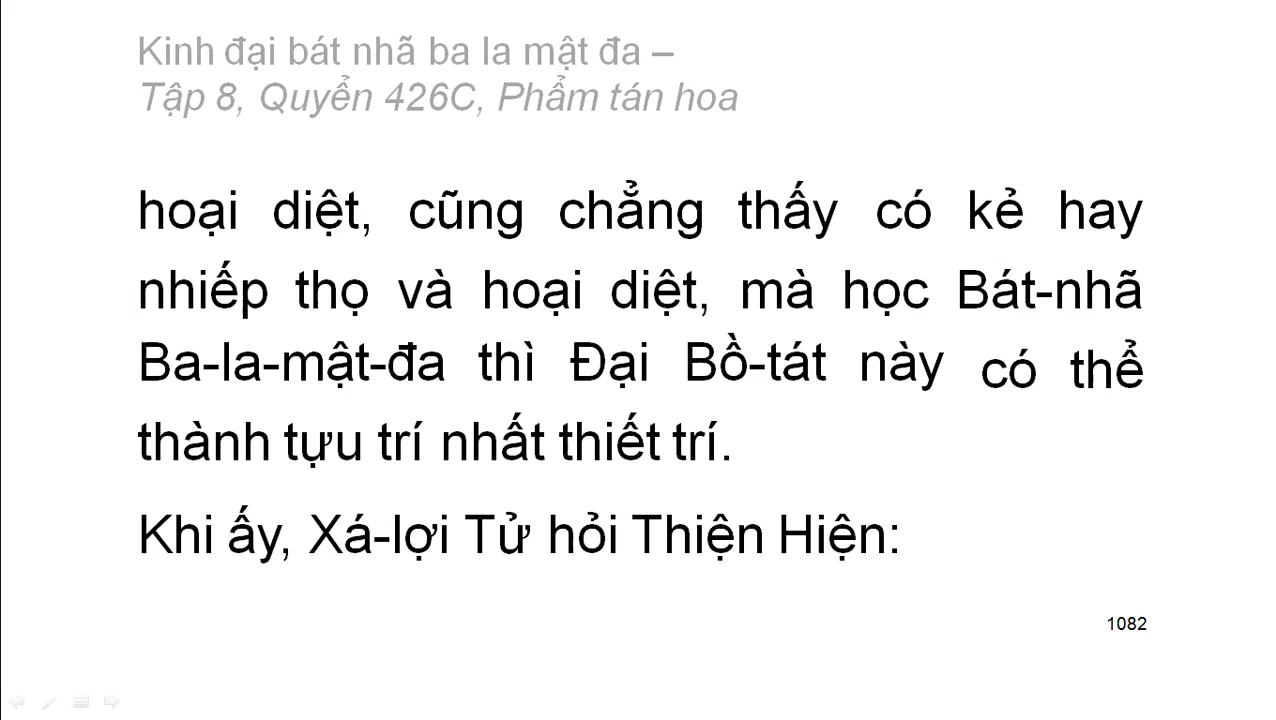 Kinh đại bát nhã ba la mật đa –
Tập 8, Quyển 426C, Phẩm tán hoa
hoại diệt, cũng chẳng thấy có kẻ hay
nhiếp thọ và hoại diệt, mà học Bát-nhã
Ba-la-mật-đa thì Đại Bồ-tát này có thể
thành tựu trí nhất thiết trí.
Khi ấy, Xá-lợi Tử hỏi Thiện Hiện:
1082